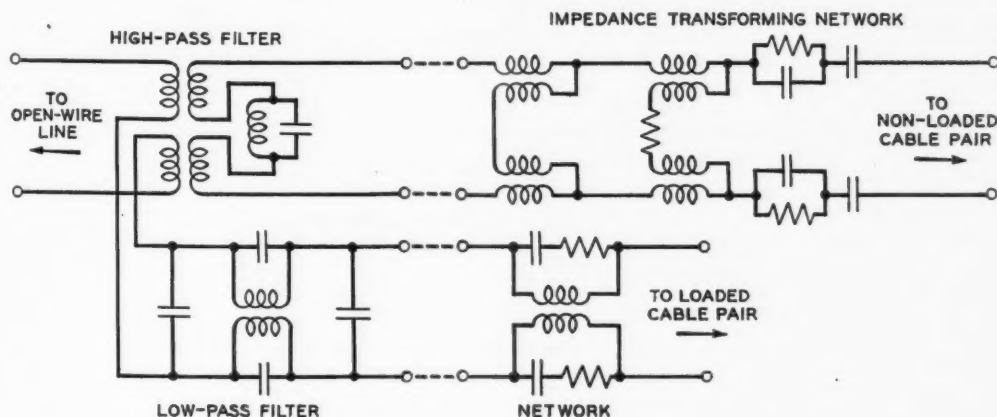 IMPEDANCE TRANSFORMING NETWORK
HIGH-PASS FILTER
TO
OPEN-WIRE
LINE
TO
NON-LOADED
CABLE PAIR
TO LOADED
CABLE PAIR
LOW-PASS FILTER
NETWORK